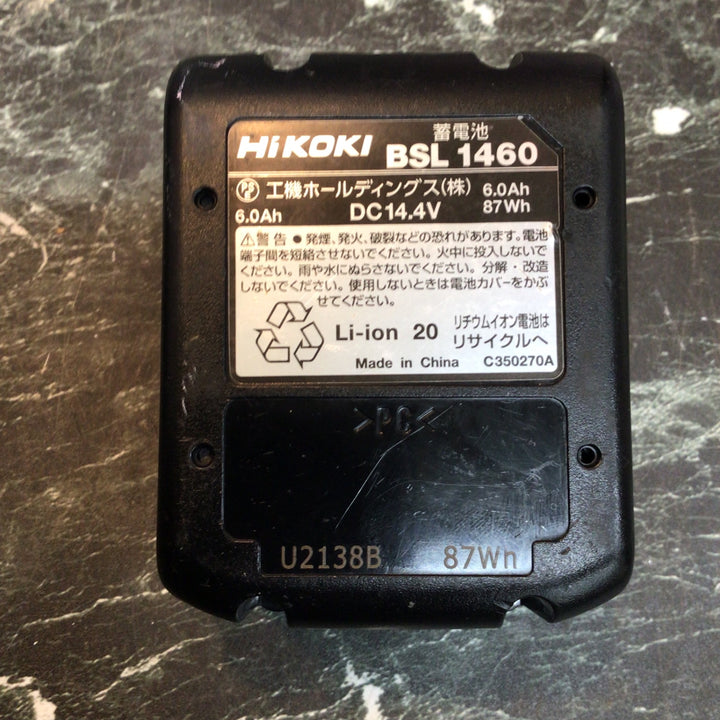 HiKOKI 蓄電池 BSL 1460
PSE 工機ホールディングス(株) 6.0Ah
6.0Ah DC14.4V 87Wh
⚠警告 ● 発煙、発火、破裂などの恐れがあります。電池
端子間を短絡させないでください。火中に投入しないで
ください。雨や水にぬらさないでください。分解・改造
しないでください。使用しないときは電池カバーをかぶ
せてください。
Li-ion 20 リチウムイオン電池は
リサイクルへ
Made in China C350270A
>PC<
U2138B 87Wh